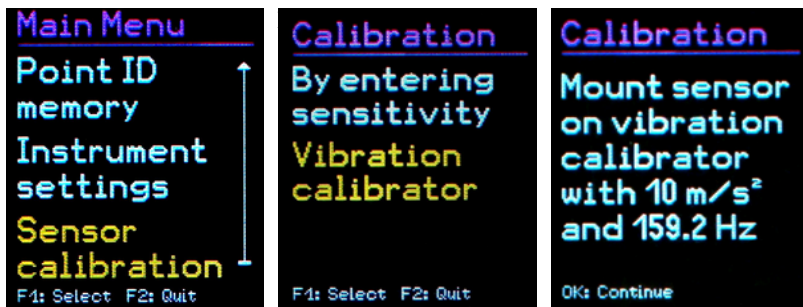 Main Menu
Point ID
memory
Instrument
settings
Sensor
calibration
F1: Select F2: Quit
Calibration
By entering
sensitivity
Vibration
calibrator
F1: Select F2: Quit
Calibration
Mount sensor
on vibration
calibrator
with 10 m/s²
and 159.2 Hz
OK: Continue